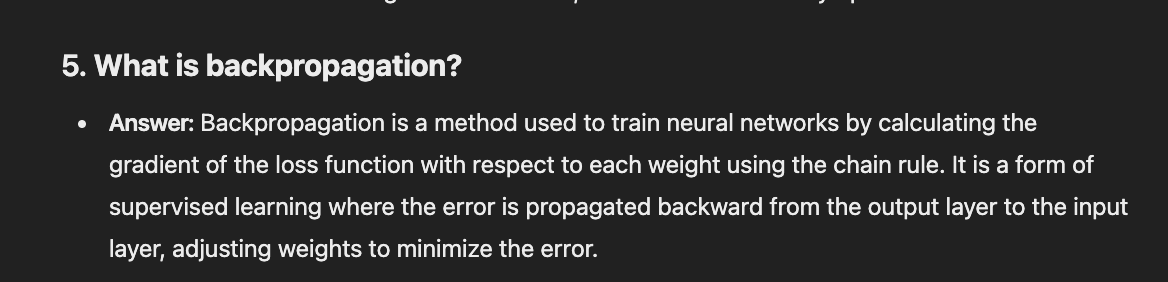 5. What is backpropagation?
• Answer: Backpropagation is a method used to train neural networks by calculating the
gradient of the loss function with respect to each weight using the chain rule. It is a form of
supervised learning where the error is propagated backward from the output layer to the input
layer, adjusting weights to minimize the error.